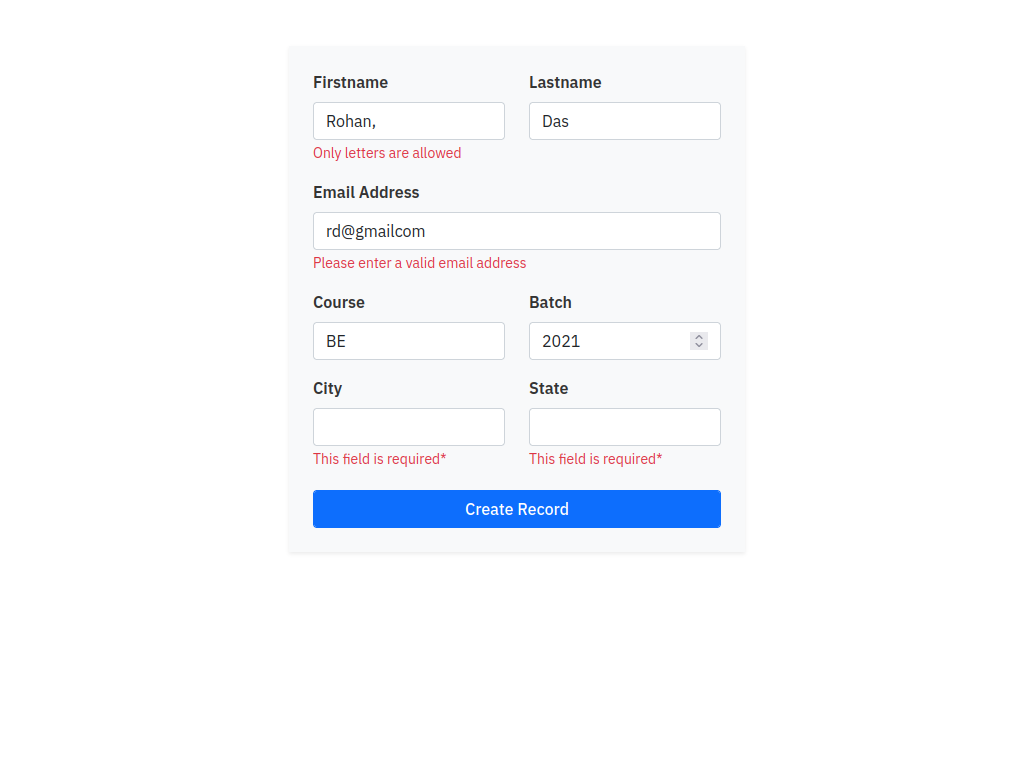 Firstname Lastname
Rohan, Das
Only letters are allowed
Email Address
rd@gmailcom
Please enter a valid email address
Course Batch
BE 2021
City State
This field is required* This field is required*
Create Record